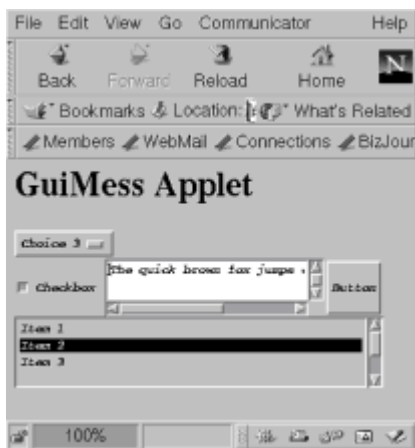 File Edit View Go Communicator Help
Back Forward Reload Home N
Bookmarks Location: What's Related
Members WebMail Connections BizJour
GuiMess Applet
Choice 3
Checkbox The quick brown fox jumps Button
Item 1
Item 2
Item 3
100%